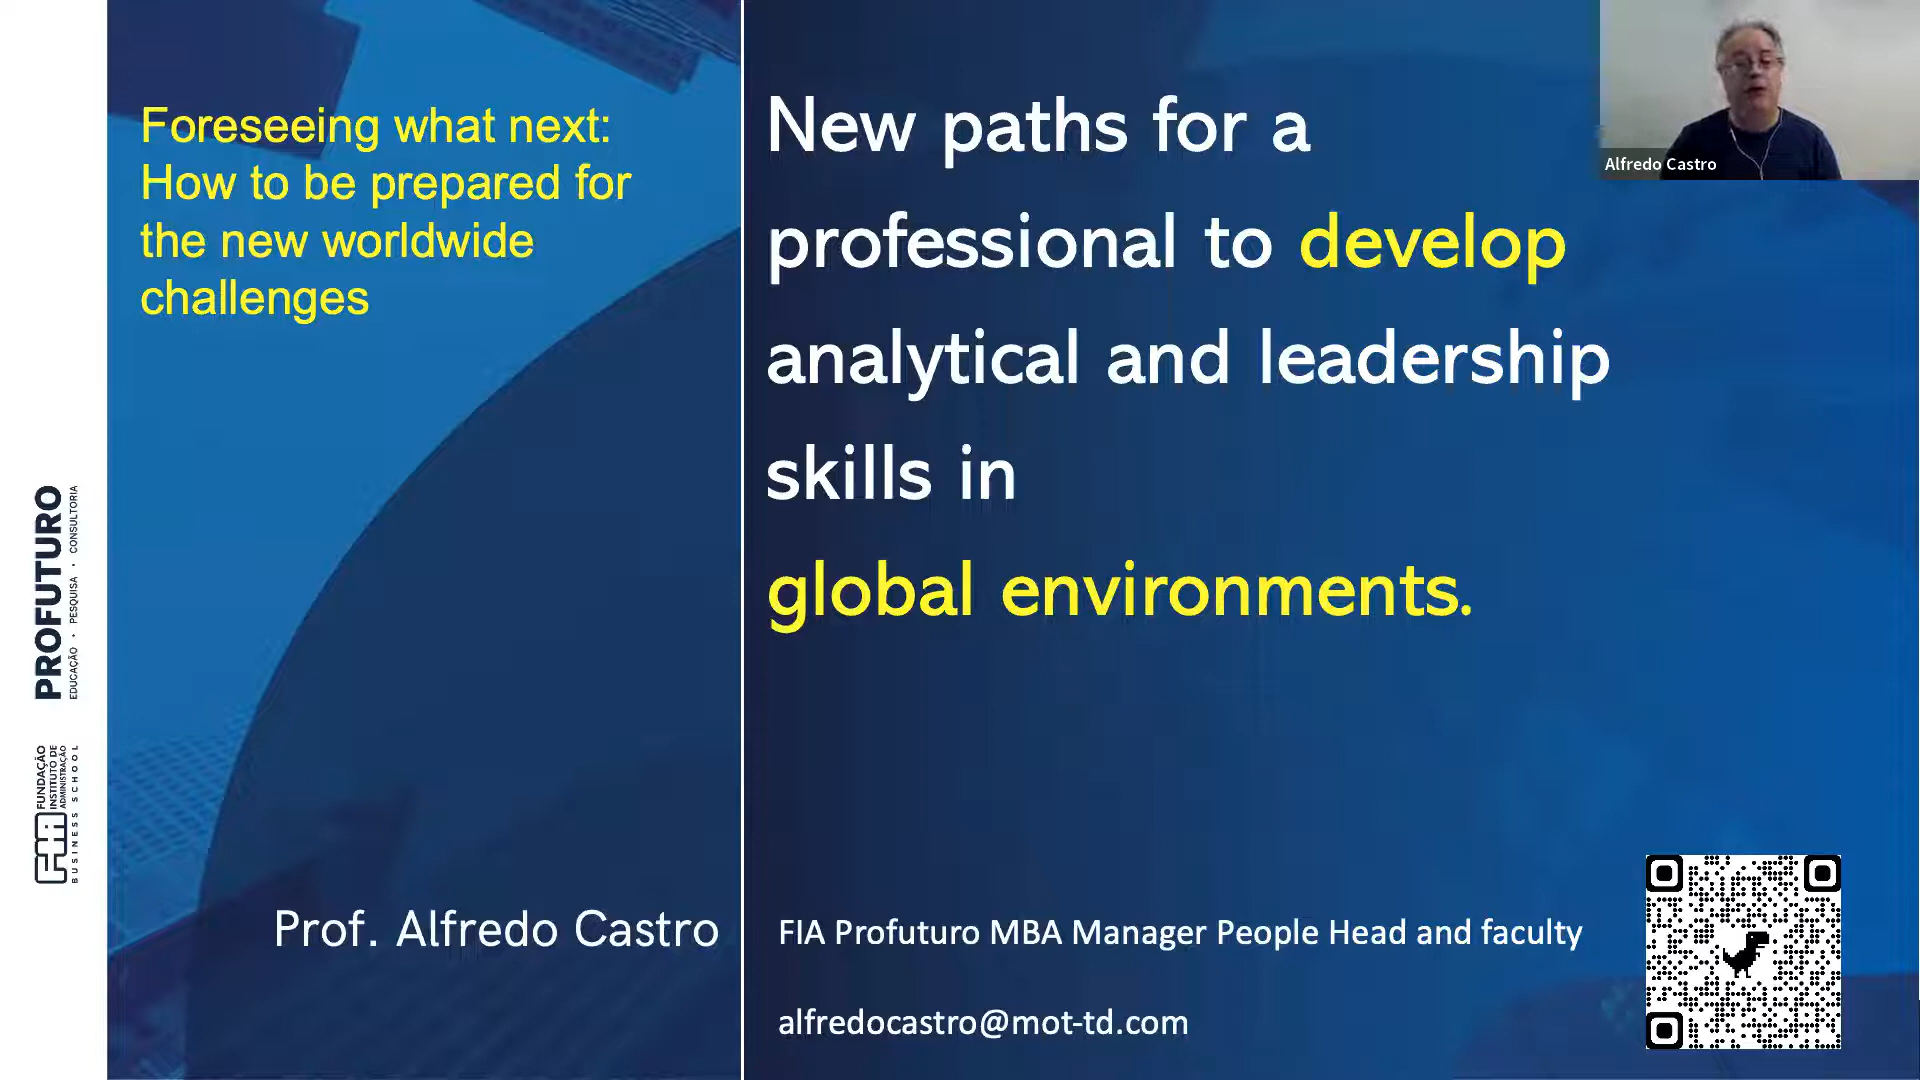 Foreseeing what next:
How to be prepared for
the new worldwide
challenges
New paths for a
professional to develop
analytical and leadership
skills in
global environments.
Alfredo Castro
PROFUTURO
EDUCAÇÃO • PESQUISA • CONSULTORIA
FIA FUNDAÇÃO
INSTITUTO DE
ADMINISTRAÇÃO
BUSINESS SCHOOL
Prof. Alfredo Castro
FIA Profuturo MBA Manager People Head and faculty
alfredocastro@mot-td.com